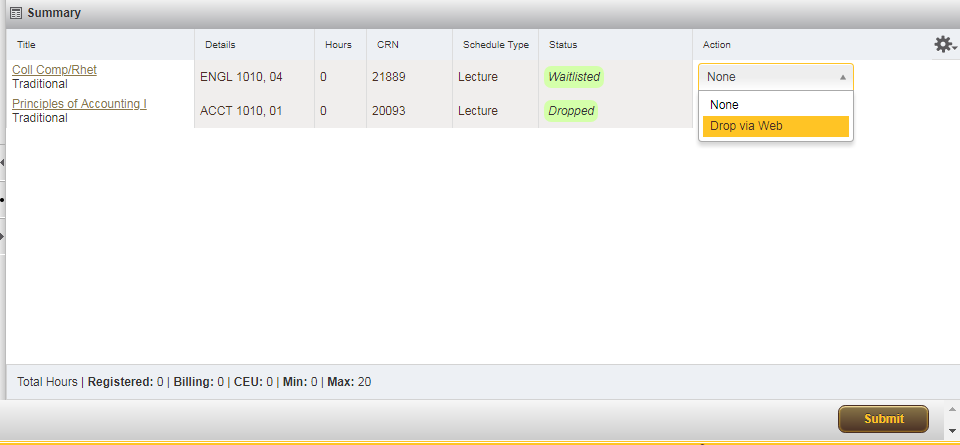 Summary
Title Details Hours CRN Schedule Type Status Action
Coll Comp/Rhet
Traditional
ENGL 1010, 04 0 21889 Lecture Waitlisted None
Principles of Accounting I
Traditional
ACCT 1010, 01 0 20093 Lecture Dropped
None
Drop via Web
Total Hours | Registered: 0 | Billing: 0 | CEU: 0 | Min: 0 | Max: 20
Submit